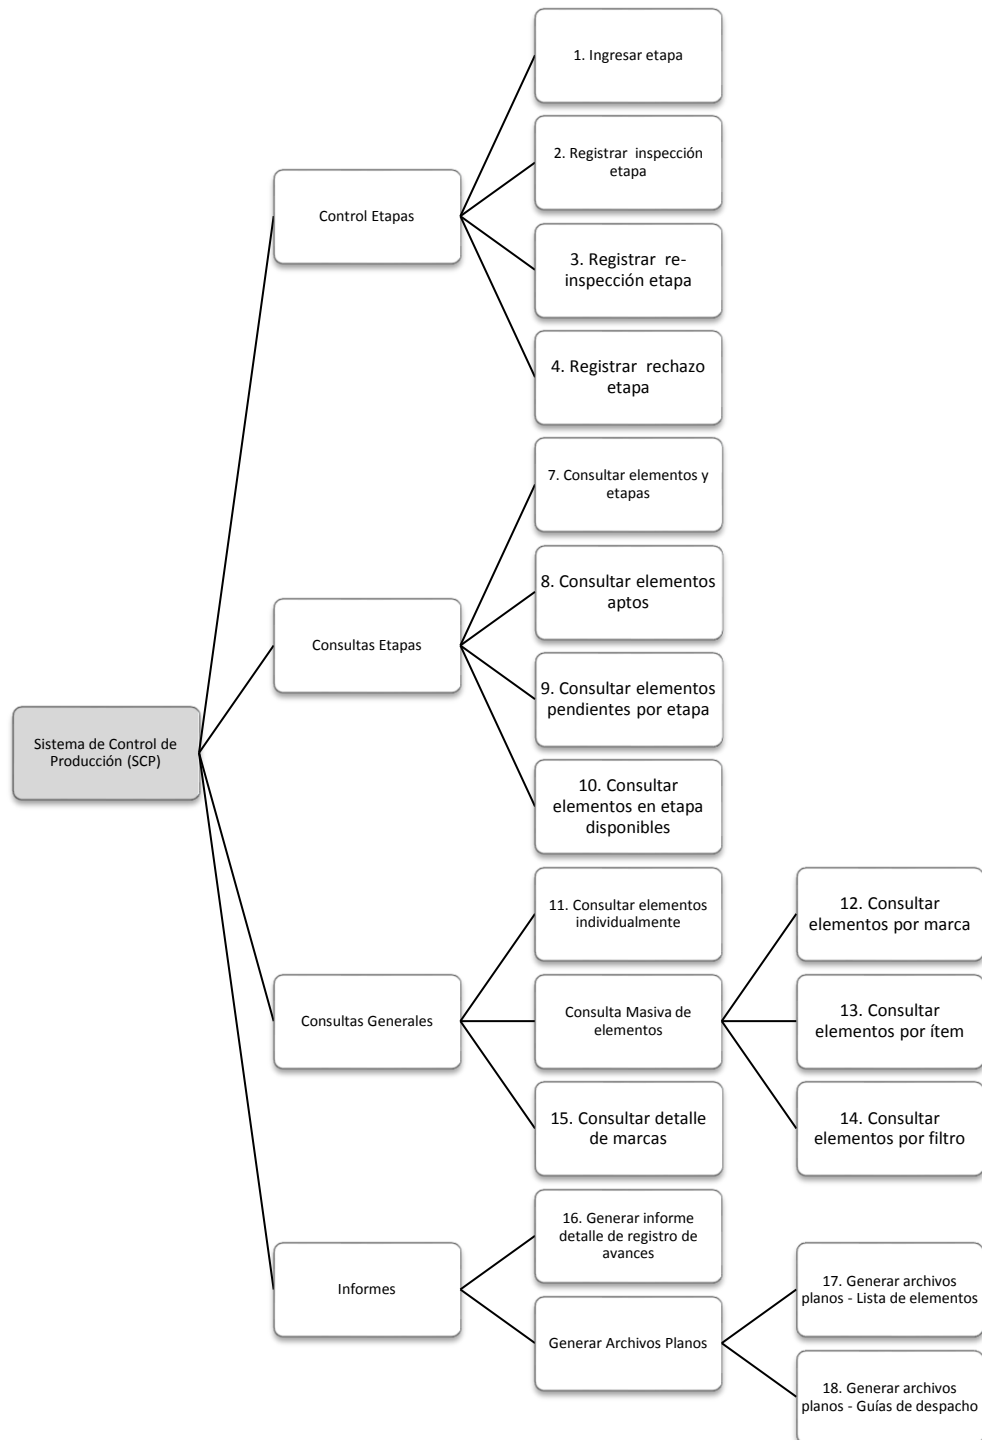 1. Ingresar etapa
2. Registrar  inspección
etapa
Control Etapas
3. Registrar  re-
inspección etapa
4. Registrar  rechazo
etapa
7. Consultar elementos y
etapas
8. Consultar elementos
aptos
Consultas Etapas
9. Consultar elementos
pendientes por etapa
Sistema de Control de
Producción (SCP)
10. Consultar
elementos en etapa
disponibles
11. Consultar elementos
individualmente
12. Consultar
elementos por marca
Consultas Generales
Consulta Masiva de
elementos
13. Consultar
elementos por ítem
15. Consultar detalle
de marcas
14. Consultar
elementos por filtro
16. Generar informe
detalle de registro de
avances
Informes
17. Generar archivos
planos - Lista de elementos
Generar Archivos Planos
18. Generar archivos
planos - Guías de despacho